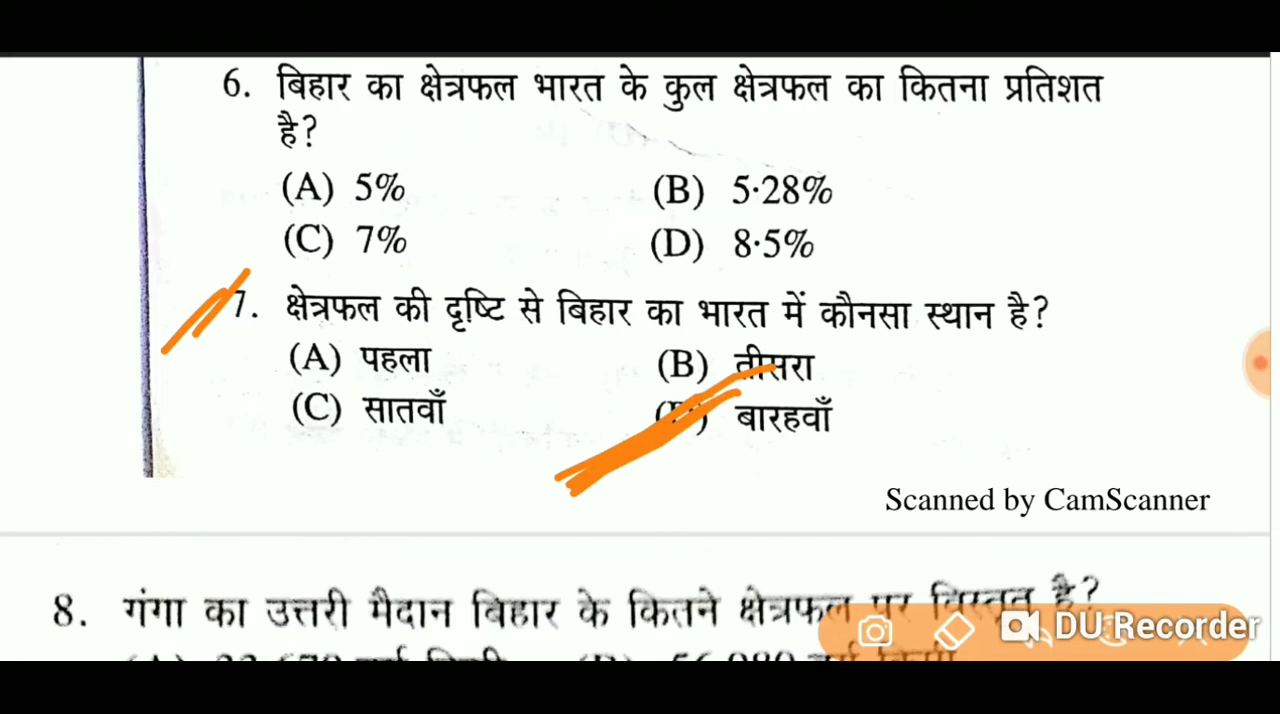 6. बिहार का क्षेत्रफल भारत के कुल क्षेत्रफल का कितना प्रतिशत
है?
(A) 5% (B) 5·28%
(C) 7% (D) 8·5%
7. क्षेत्रफल की दृष्टि से बिहार का भारत में कौनसा स्थान है?
(A) पहला (B) तीसरा
(C) सातवाँ (D) बारहवाँ
Scanned by CamScanner
8. गंगा का उत्तरी मैदान बिहार के कितने क्षेत्रफल पर विस्तृत है?
DU Recorder